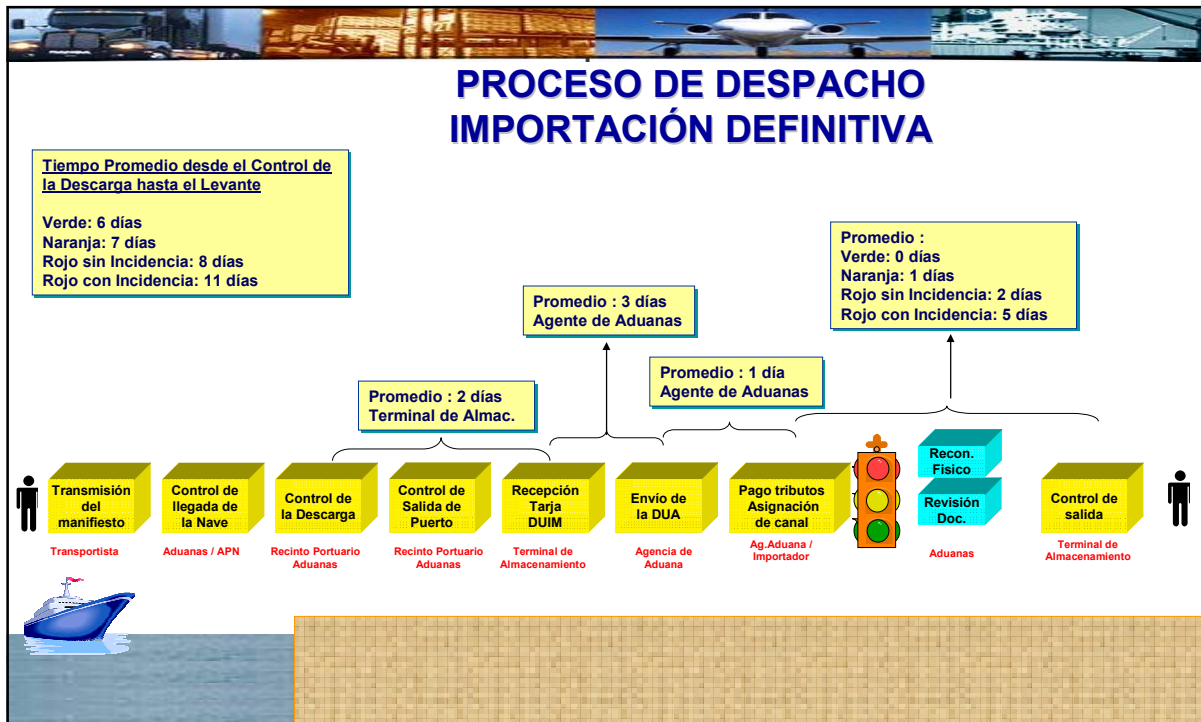 PROCESO DE DESPACHO
IMPORTACIÓN DEFINITIVA
Tiempo Promedio desde el Control de
la Descarga hasta el Levante
Verde: 6 días
Naranja: 7 días
Rojo sin Incidencia: 8 días
Rojo con Incidencia: 11 días
Promedio :
Verde: 0 días
Naranja: 1 días
Rojo sin Incidencia: 2 días
Rojo con Incidencia: 5 días
Promedio : 3 días
Agente de Aduanas
Promedio : 1 día
Agente de Aduanas
Promedio : 2 días
Terminal de Almac.
Transmisión
del
manifiesto
Transportista
Control de
llegada de
la Nave
Aduanas / APN
Control de
la Descarga
Recinto Portuario
Aduanas
Control de
Salida de
Puerto
Recinto Portuario
Aduanas
Recepción
Tarja
DUIM
Terminal de
Almacenamiento
Envío de
la DUA
Agencia de
Aduana
Pago tributos
Asignación
de canal
Ag.Aduana /
Importador
Recon.
Fisico
Revisión
Doc.
Aduanas
Control de
salida
Terminal de
Almacenamiento